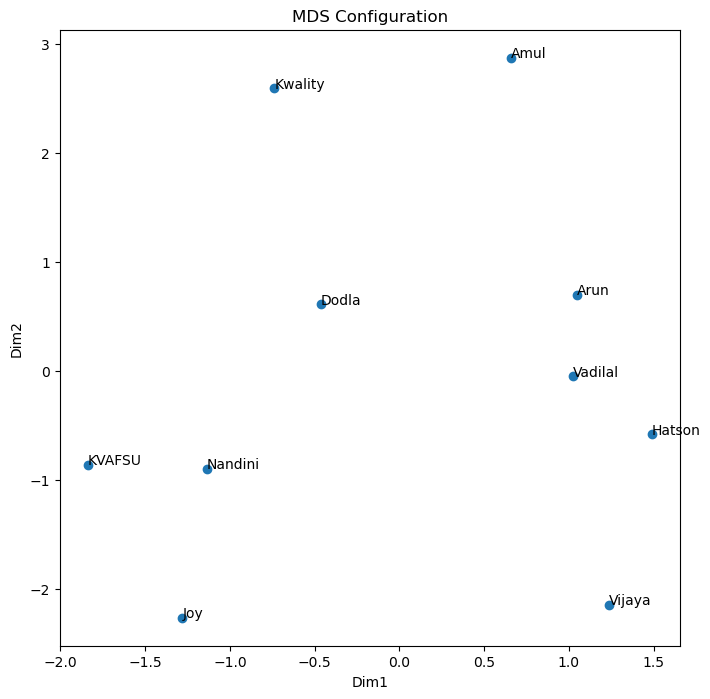 MDS Configuration
Amul
Kwality
Arun
Dodla
Vadilal
Hatson
KVAFSU
Nandini
Vijaya
Joy
Dim2
3
2
1
0
−1
−2
−2.0
−1.5
−1.0
−0.5
0.0
0.5
1.0
1.5
Dim1